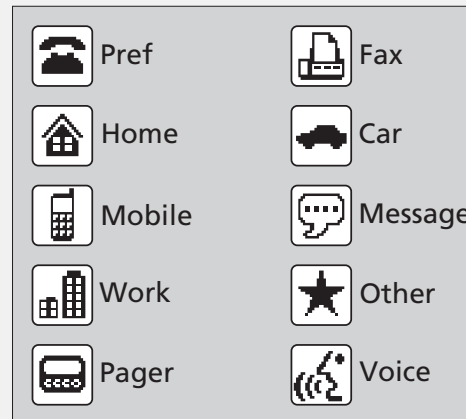 Pref
Home
Mobile
Work
Pager
Fax
Car
Message
Other
Voice